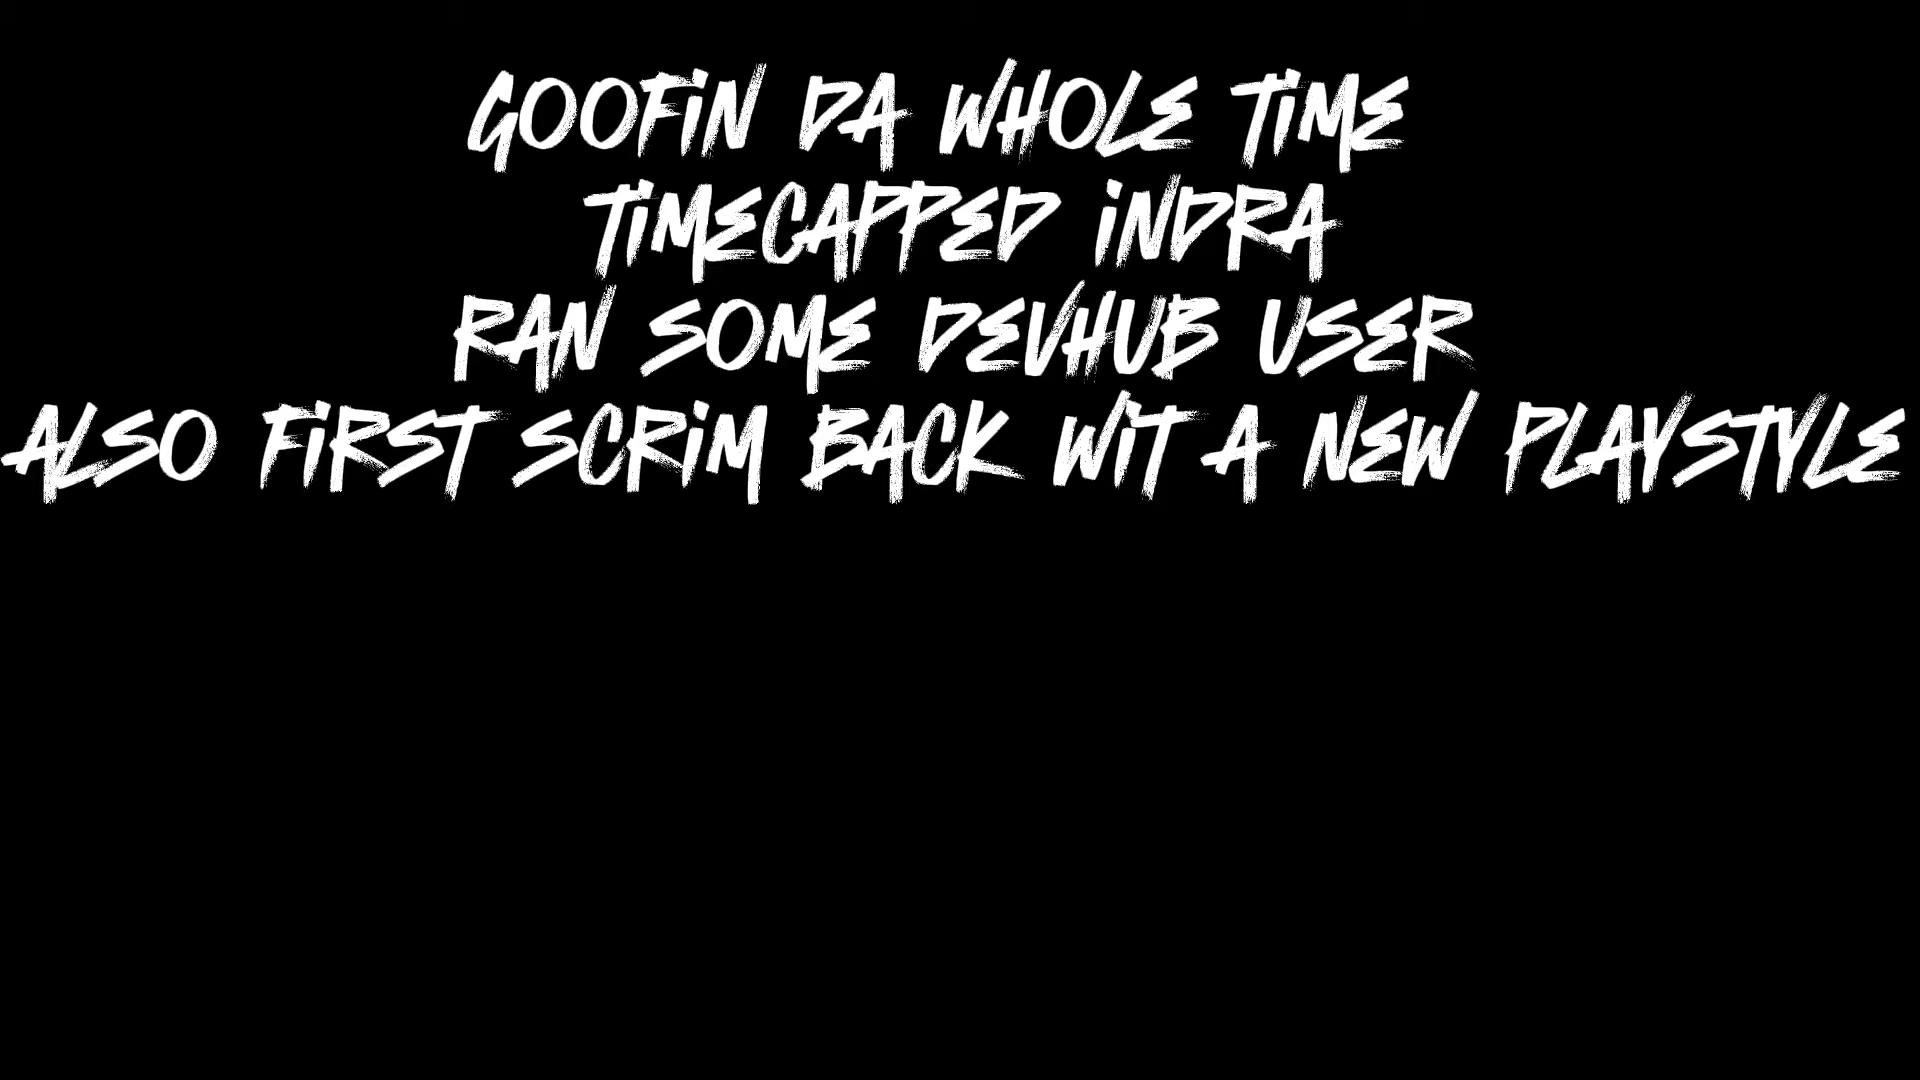 GOOFiN DA WHOLE TiME
TiMECAPPED iNDRA
RAN SOME DEVHUB USER
ALSO FiRST SCRiM BACK WiT A NEW PLAYSTYLE